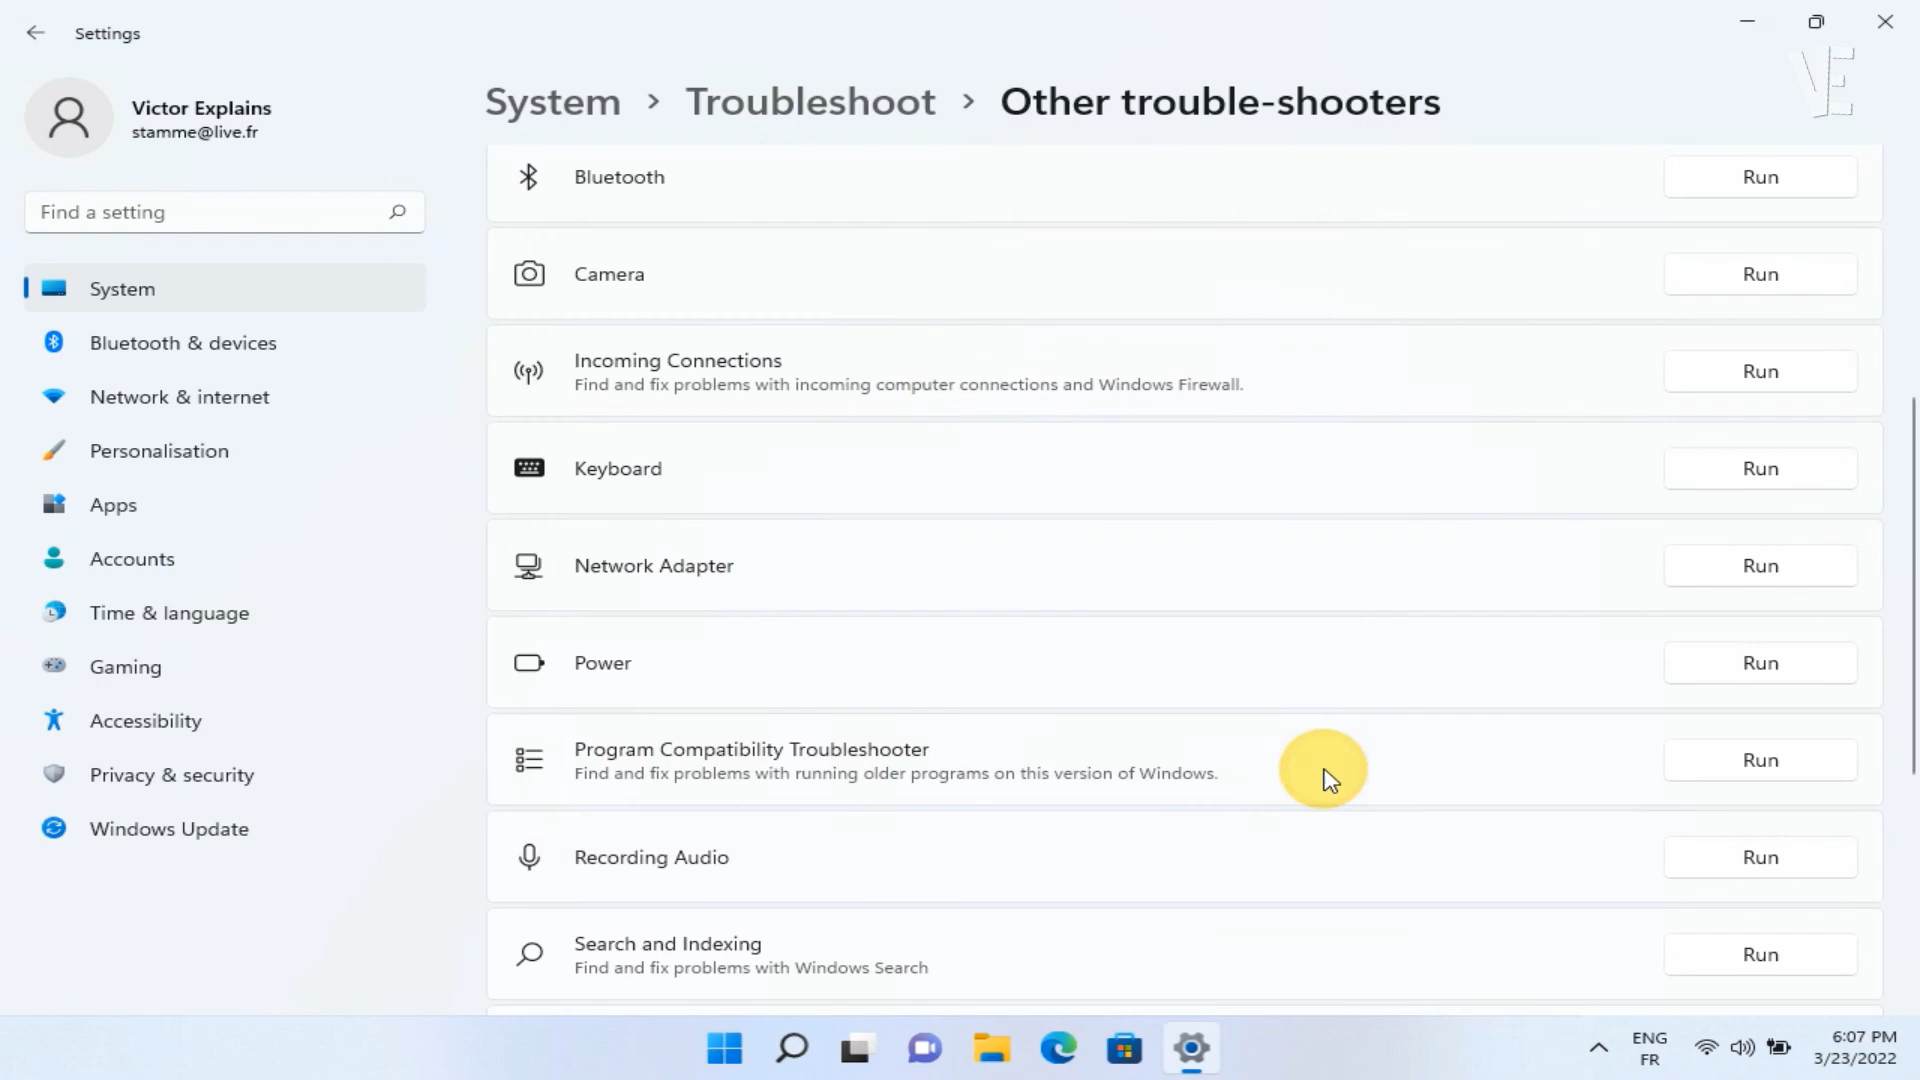 Settings
Victor Explains
stamme@live.fr
Find a setting
System
Bluetooth & devices
Network & internet
Personalisation
Apps
Accounts
Time & language
Gaming
Accessibility
Privacy & security
Windows Update
System > Troubleshoot > Other trouble-shooters
VE
Bluetooth Run
Camera Run
Incoming Connections
Find and fix problems with incoming computer connections and Windows Firewall.
Run
Keyboard Run
Network Adapter Run
Power Run
Program Compatibility Troubleshooter
Find and fix problems with running older programs on this version of Windows.
Run
Recording Audio Run
Search and Indexing
Find and fix problems with Windows Search
Run
ENG
FR
6:07 PM
3/23/2022